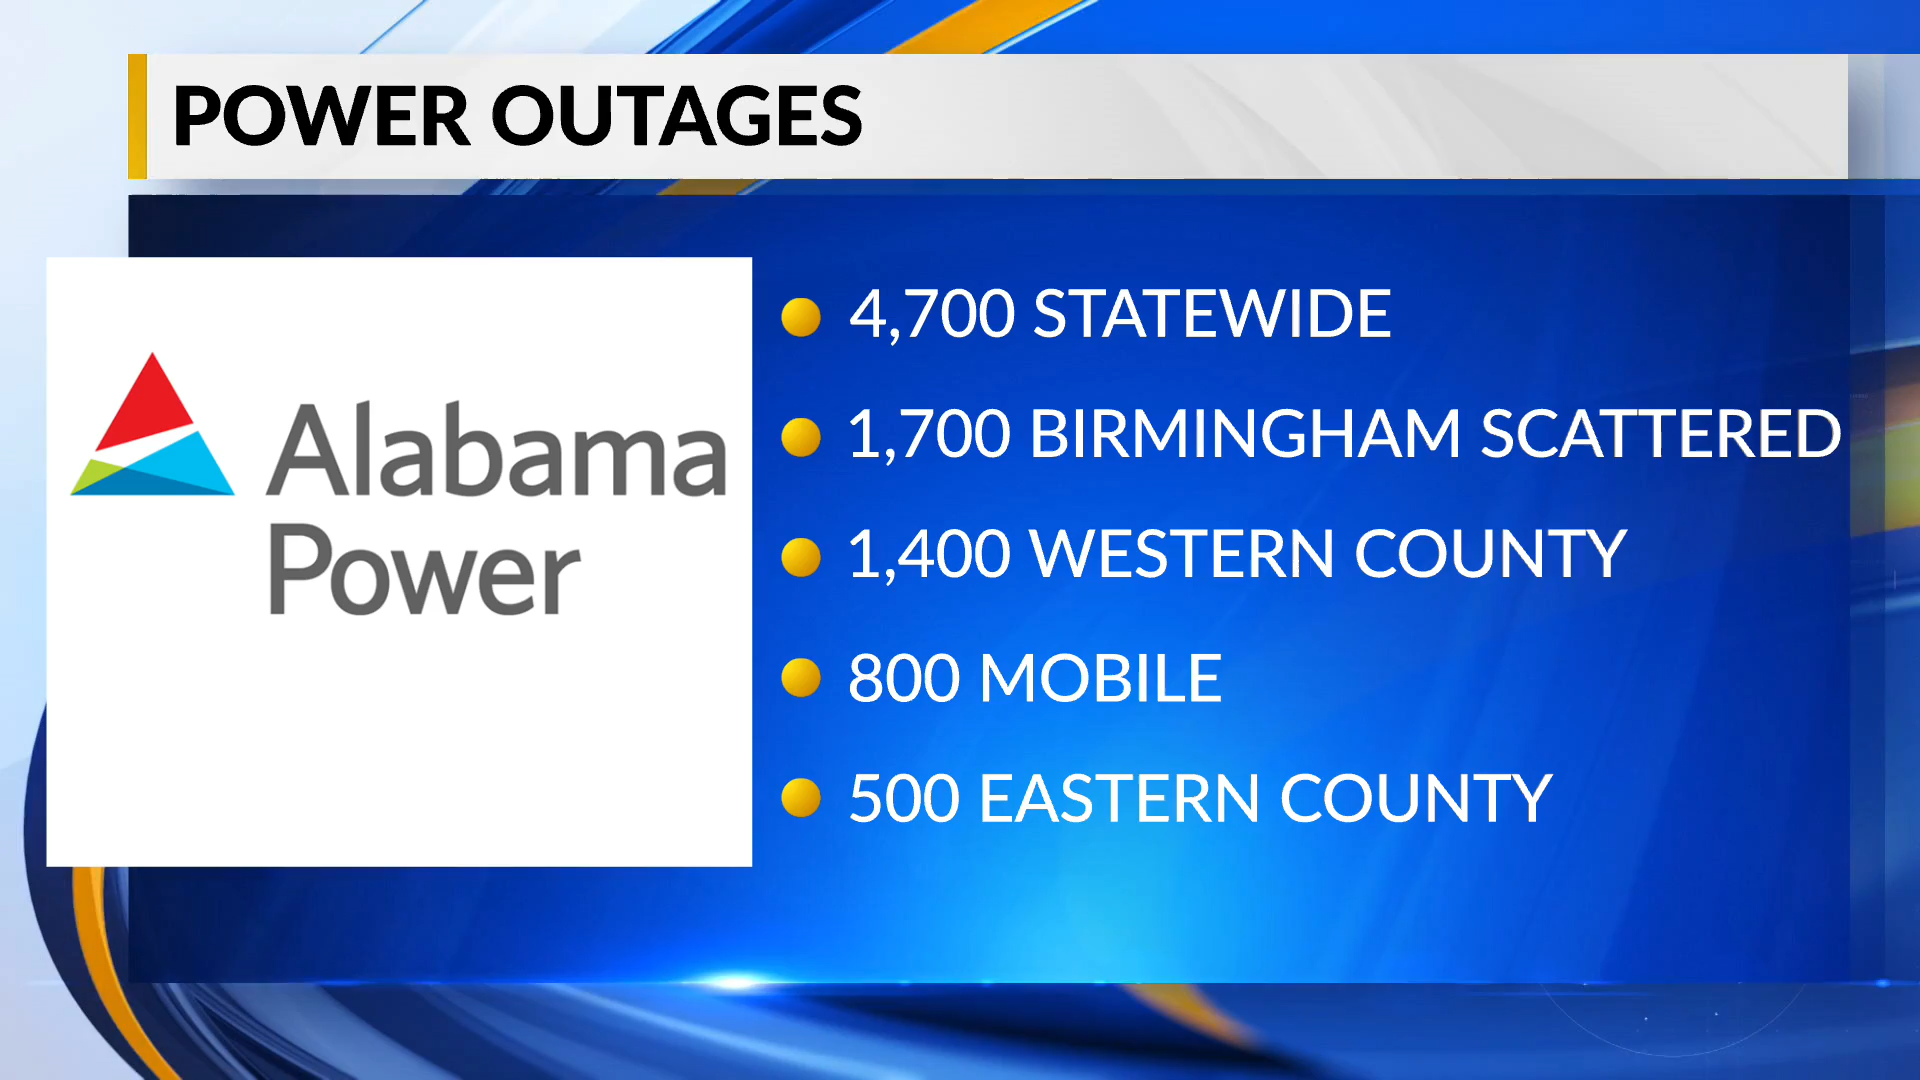 POWER OUTAGES
Alabama
Power
4,700 STATEWIDE
1,700 BIRMINGHAM SCATTERED
1,400 WESTERN COUNTY
800 MOBILE
500 EASTERN COUNTY